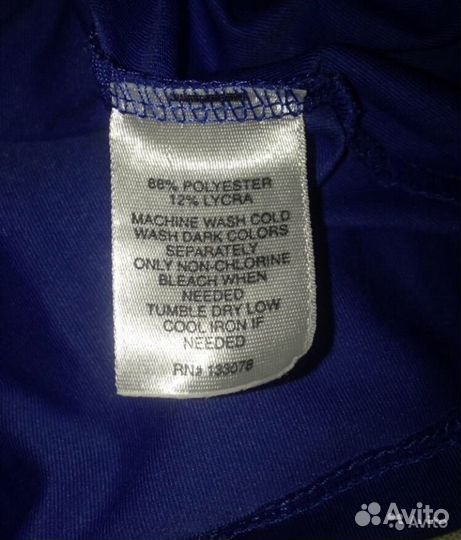 88% POLYESTER
12% LYCRA
MACHINE WASH COLD
WASH DARK COLORS
SEPARATELY
ONLY NON-CHLORINE
BLEACH WHEN
NEEDED
TUMBLE DRY LOW
COOL IRON IF
NEEDED
RN# 133078
Avito